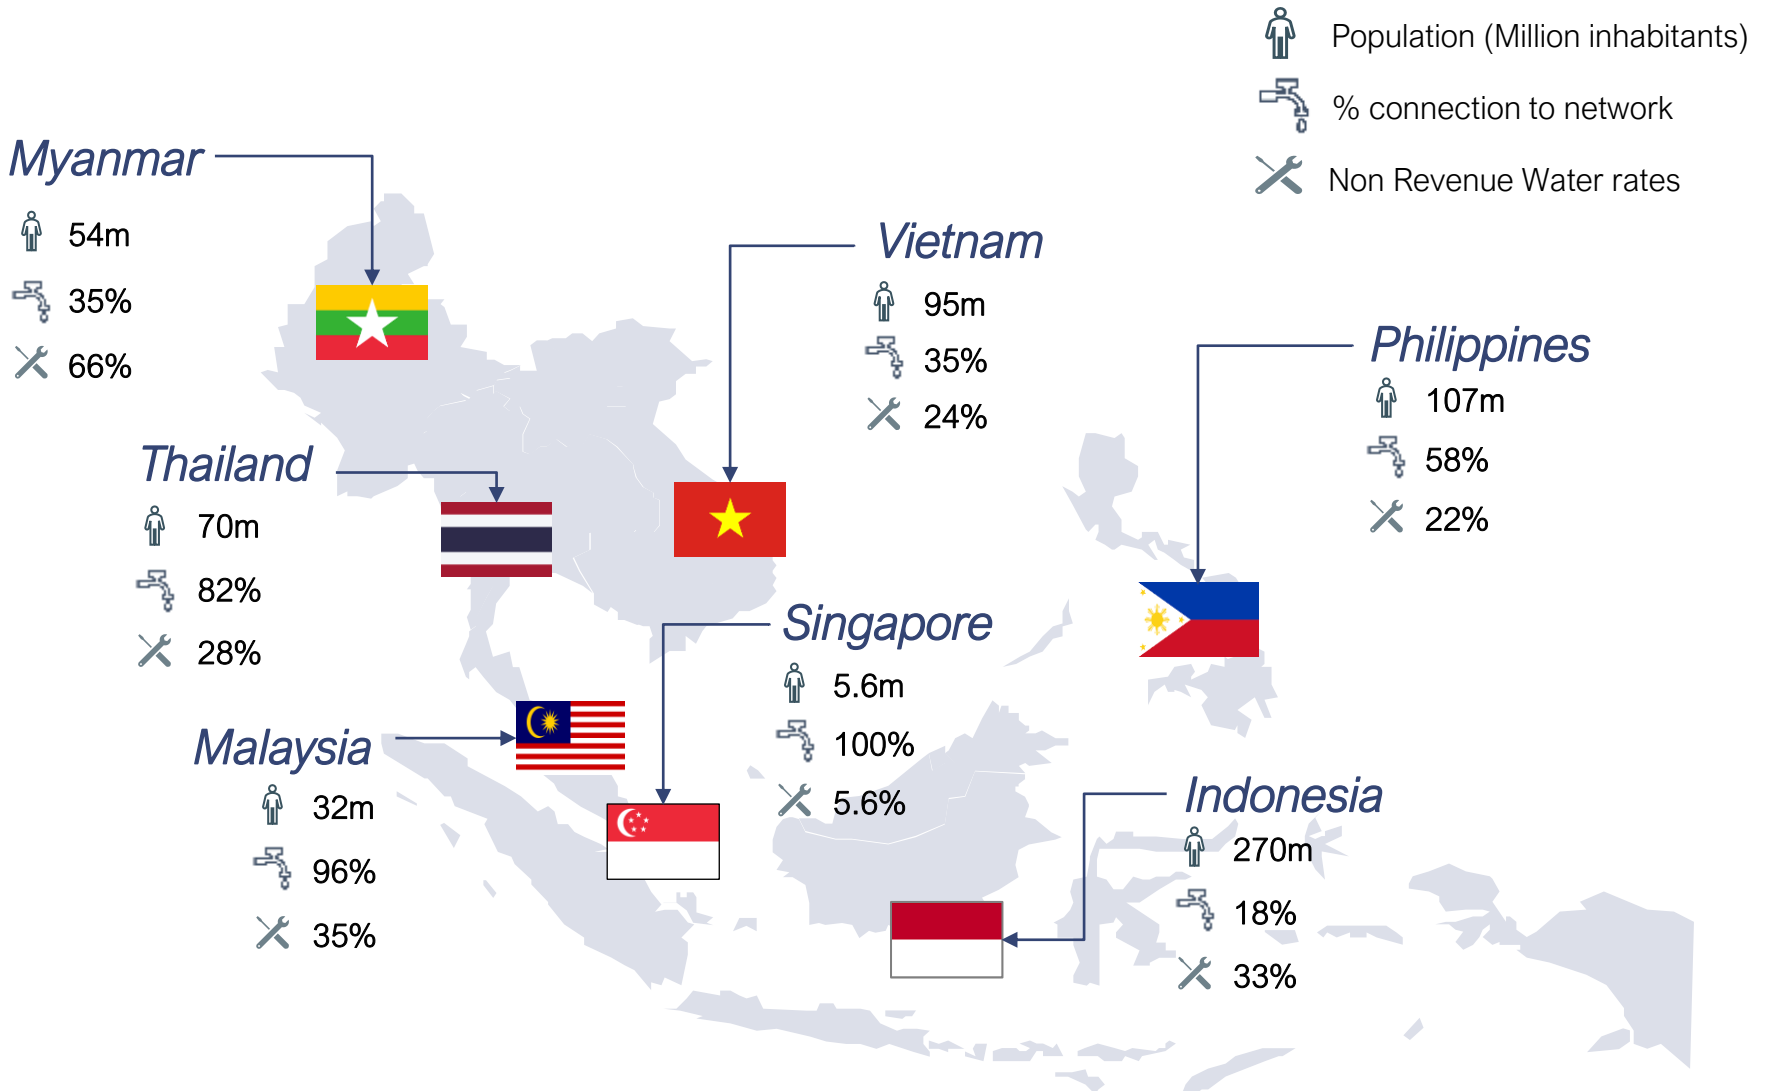 Population (Million inhabitants)
% connection to network
Non Revenue Water rates
Myanmar
54m
35%
66%
Vietnam
95m
35%
24%
Philippines
107m
58%
22%
Thailand
70m
82%
28%
Singapore
5.6m
100%
5.6%
Malaysia
32m
96%
35%
Indonesia
270m
18%
33%